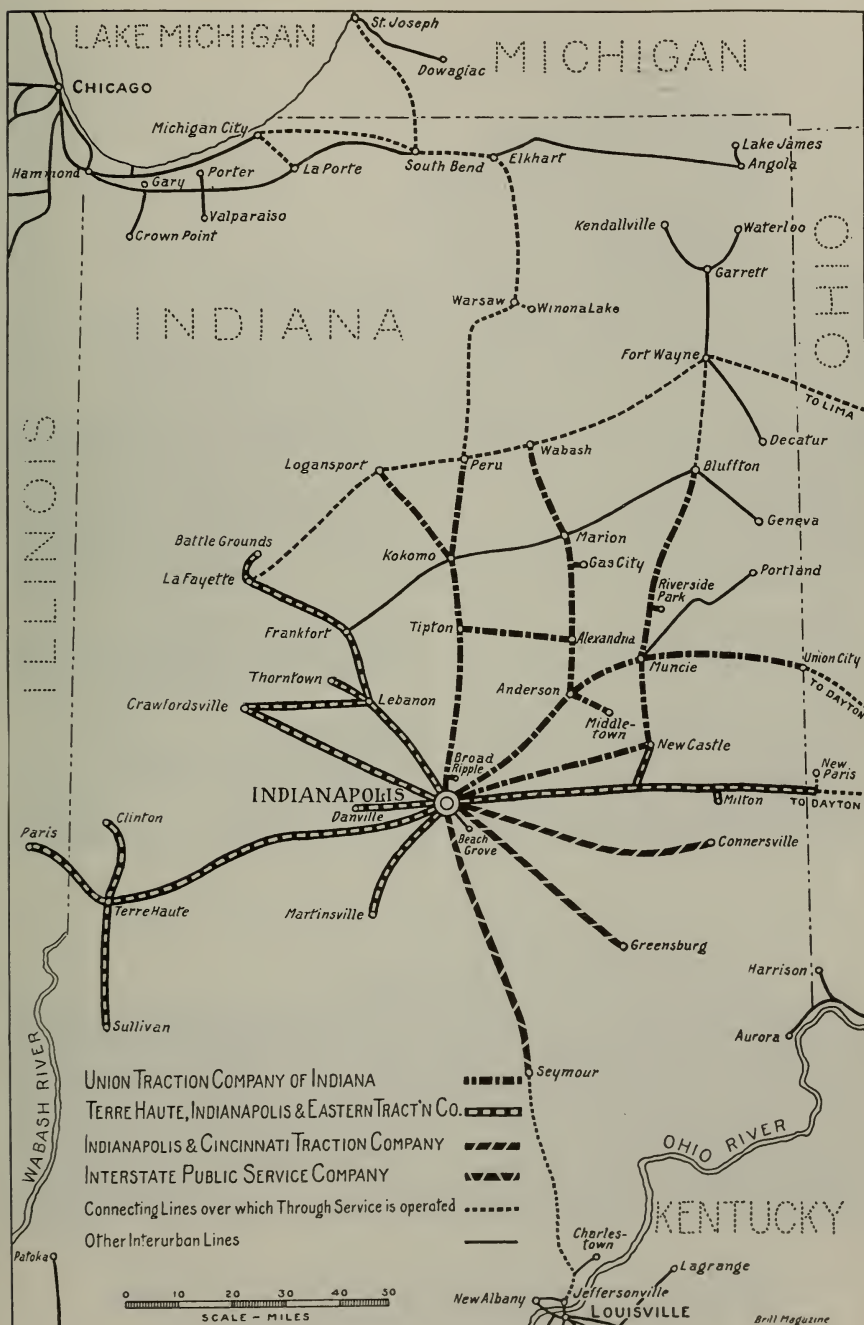 LAKE MICHIGAN
MICHIGAN
St. Joseph
Dowagiac
CHICAGO
Michigan City
Hammond
Gary
Porter
La Porte
South Bend
Elkhart
Lake James
Angola
Valparaiso
Crown Point
Kendallville
Waterloo
Garrett
OHIO
INDIANA
Warsaw
Winona Lake
Fort Wayne
TO LIMA
Decatur
ILLINOIS
Logansport
Peru
Wabash
Bluffton
Geneva
Battle Grounds
La Fayette
Kokomo
Marion
Gas City
Portland
Riverside
Park
Frankfort
Tipton
Alexandria
Muncie
Union City
TO DAYTON
Thorntown
Lebanon
Crawfordsville
Anderson
Middle-
town
New Castle
Broad
Ripple
New
Paris
INDIANAPOLIS
Danville
Milton
TO DAYTON
Clinton
Paris
Beach
Grove
Connersville
Terre Haute
Martinsville
Greensburg
Harrison
Aurora
Sullivan
Seymour
WABASH RIVER
UNION TRACTION COMPANY OF INDIANA
TERRE HAUTE, INDIANAPOLIS & EASTERN TRACT'N CO.
INDIANAPOLIS & CINCINNATI TRACTION COMPANY
INTERSTATE PUBLIC SERVICE COMPANY
Connecting Lines over which Through Service is operated
Other Interurban Lines
OHIO RIVER
KENTUCKY
Patoka
Charles-
town
Lagrange
New Albany
Jeffersonville
LOUISVILLE
0 10 20 30 40 50
SCALE - MILES
Brill Magazine